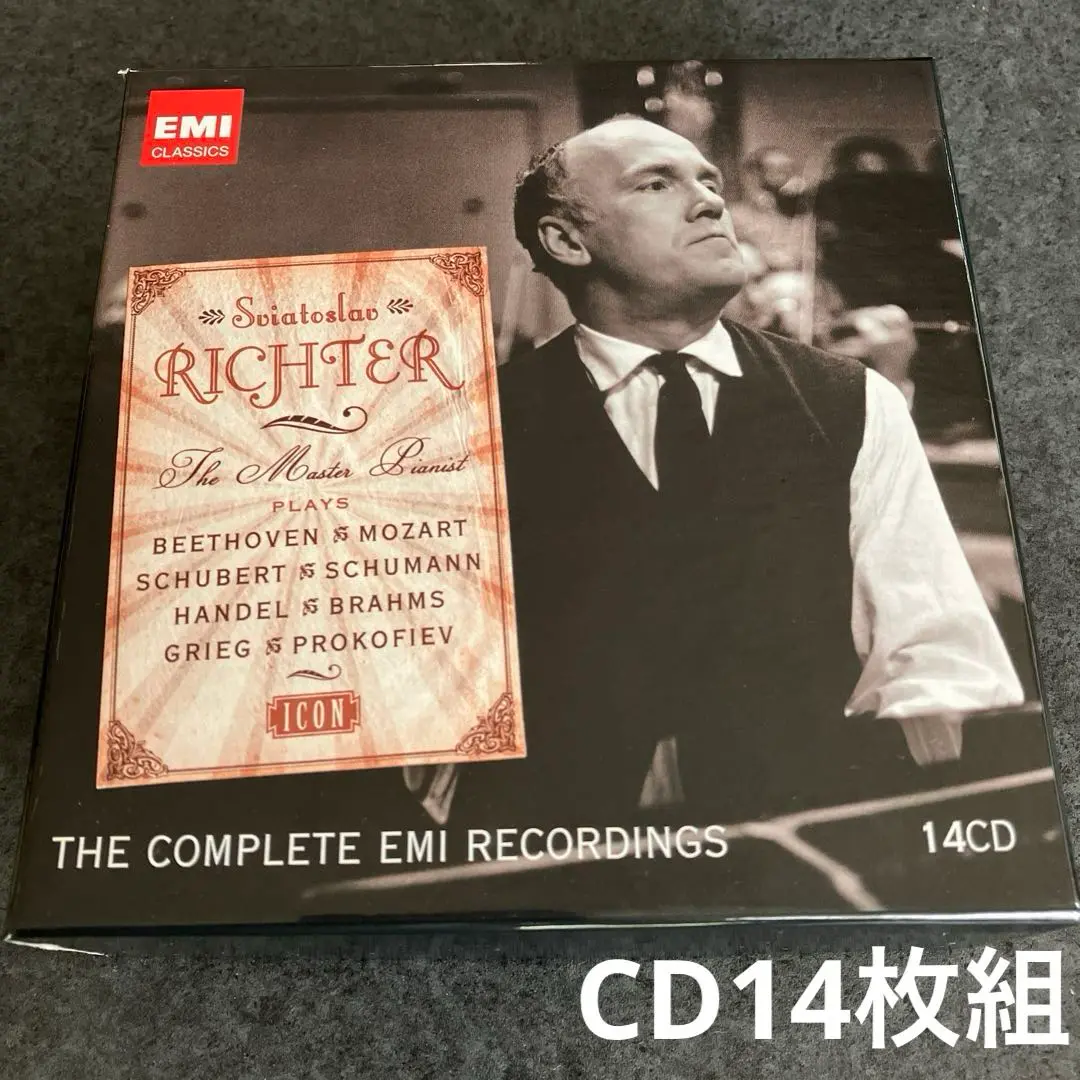 EMI
CLASSICS
Sviatoslav
RICHTER
The Master Pianist
PLAYS
BEETHOVEN & MOZART
SCHUBERT & SCHUMANN
HANDEL & BRAHMS
GRIEG & PROKOFIEV
ICON
THE COMPLETE EMI RECORDINGS
14CD
CD14枚組